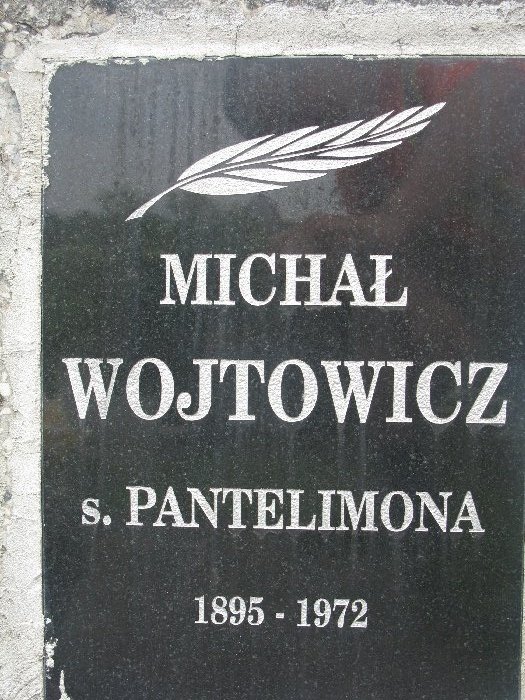 MICHAŁ
WOJTOWICZ
s. PANTELIMONA
1895 - 1972